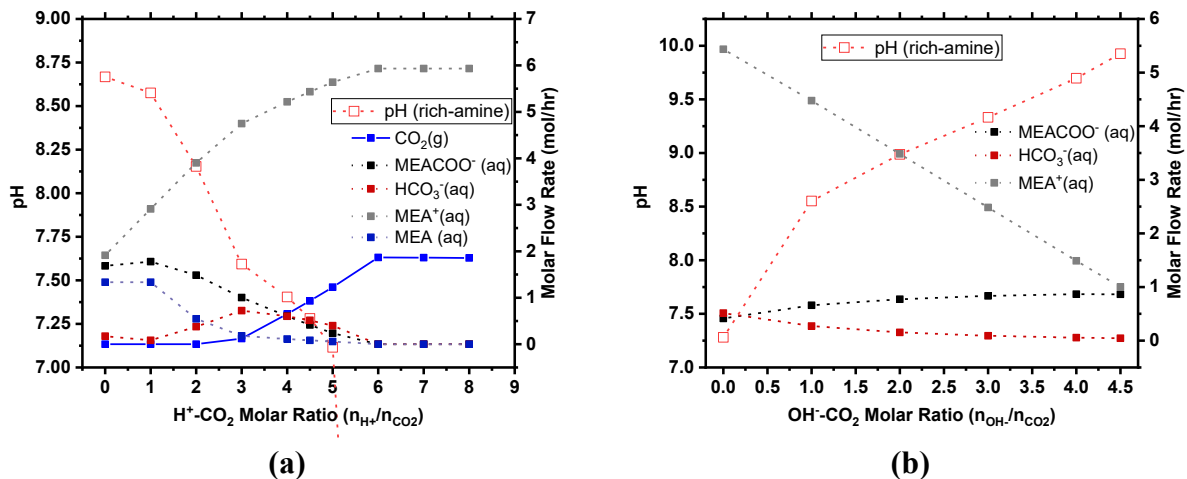 (a)
9.00
8.75
8.50
8.25
8.00
7.75
7.50
7.25
7.00
pH
0 1 2 3 4 5 6 7 8 9
H⁺-CO₂ Molar Ratio (n_H+/n_CO2)
7
6
5
4
3
2
1
0
Molar Flow Rate (mol/hr)
pH (rich-amine)
CO₂(g)
MEACOO⁻ (aq)
HCO₃⁻(aq)
MEA⁺(aq)
MEA (aq)
(a)
(b)
10.0
9.5
9.0
8.5
8.0
7.5
7.0
pH
0.0 0.5 1.0 1.5 2.0 2.5 3.0 3.5 4.0 4.5
OH⁻-CO₂ Molar Ratio (n_OH-/n_CO2)
6
5
4
3
2
1
0
Molar Flow Rate (mol/hr)
pH (rich-amine)
MEACOO⁻ (aq)
HCO₃⁻(aq)
MEA⁺(aq)
(b)